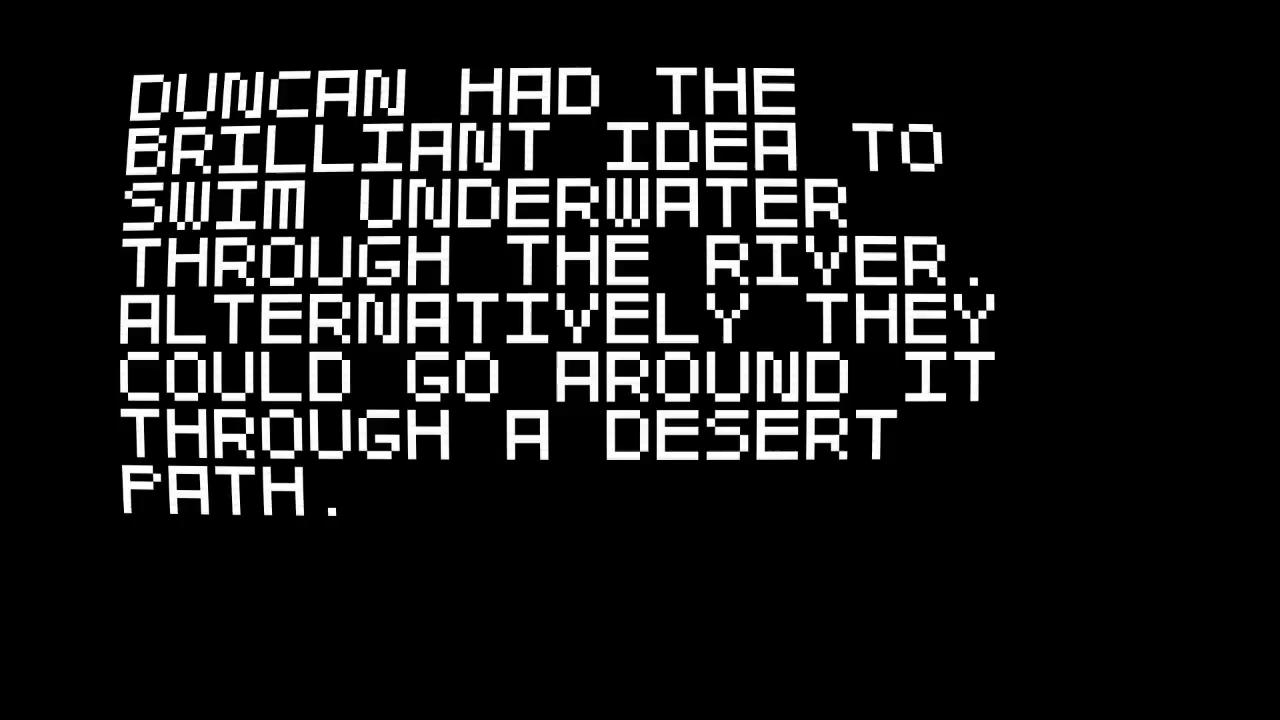 DUNCAN HAD THE
BRILLIANT IDEA TO
SWIM UNDERWATER
THROUGH THE RIVER.
ALTERNATIVELY THEY
COULD GO AROUND IT
THROUGH A DESERT
PATH.